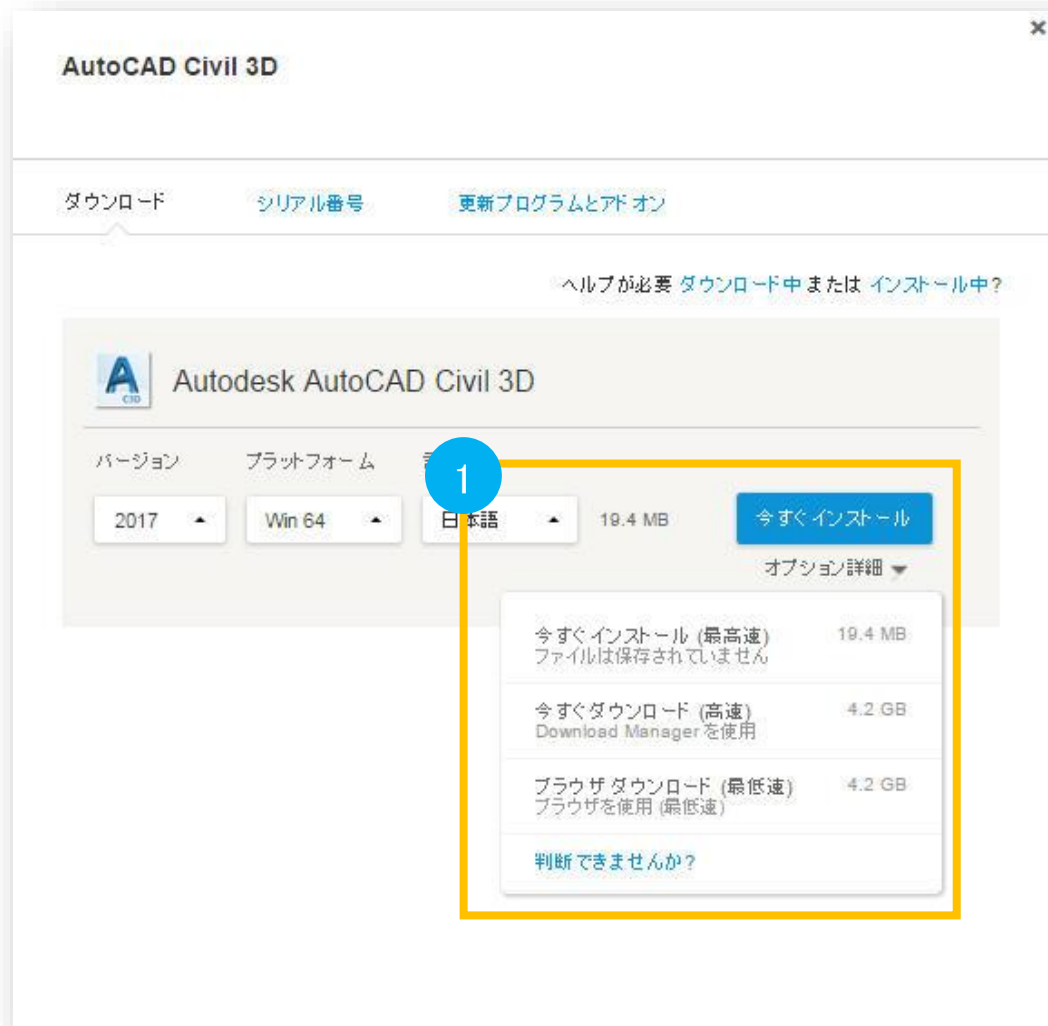 ×
AutoCAD Civil 3D
ダウンロード シリアル番号 更新プログラムとアドオン
ヘルプが必要 ダウンロード中 または インストール中?
A C3D Autodesk AutoCAD Civil 3D
バージョン プラットフォーム
1
2017 Win 64 日本語 19.4 MB 今すぐインストール
オプション詳細
今すぐインストール (最高速) 19.4 MB
ファイルは保存されていません
今すぐダウンロード (高速) 4.2 GB
Download Managerを使用
ブラウザ ダウンロード (最低速) 4.2 GB
ブラウザを使用 (最低速)
判断できませんか?